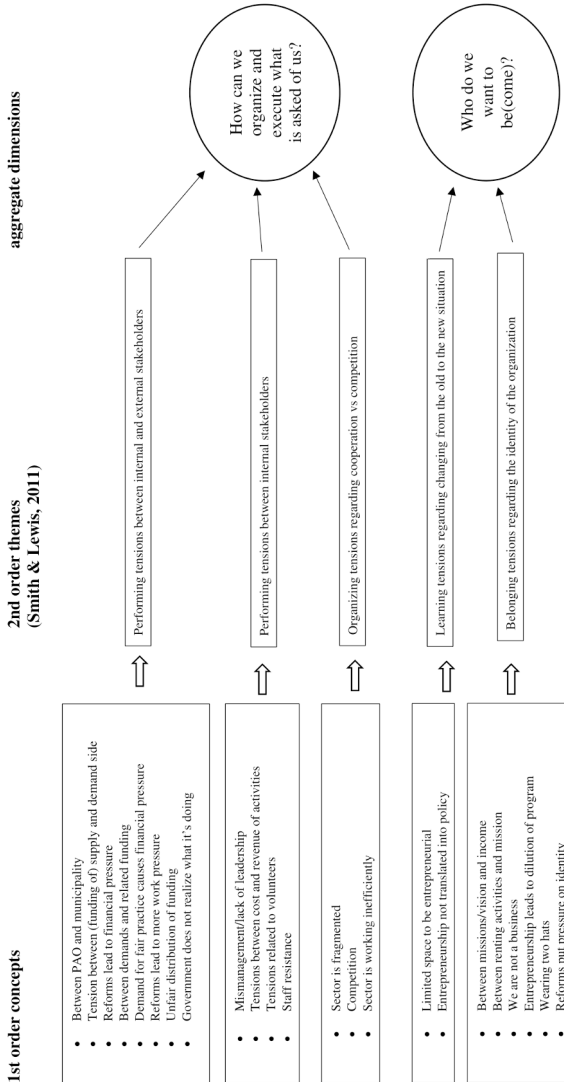 1st order concepts
2nd order themes
(Smith & Lewis, 2011)
aggregate dimensions
• Between PAO and municipality
• Tension between (funding of) supply and demand side
• Reforms lead to financial pressure
• Between demands and related funding
• Demand for fair practice causes financial pressure
• Reforms lead to more work pressure
• Unfair distribution of funding
• Government does not realize what it's doing
Performing tensions between internal and external stakeholders
• Mismanagement/lack of leadership
• Tensions between cost and revenue of activities
• Tensions related to volunteers
• Staff resistance
Performing tensions between internal stakeholders
• Sector is fragmented
• Competition
• Sector is working inefficiently
Organizing tensions regarding cooperation vs competition
How can we
organize and
execute what
is asked of us?
• Limited space to be entrepreneurial
• Entrepreneurship not translated into policy
Learning tensions regarding changing from the old to the new situation
• Between missions/vision and income
• Between renting activities and mission
• We are not a business
• Entrepreneurship leads to dilution of program
• Wearing two hats
• Reforms put pressure on identity
Belonging tensions regarding the identity of the organization
Who do we
want to
be(come)?